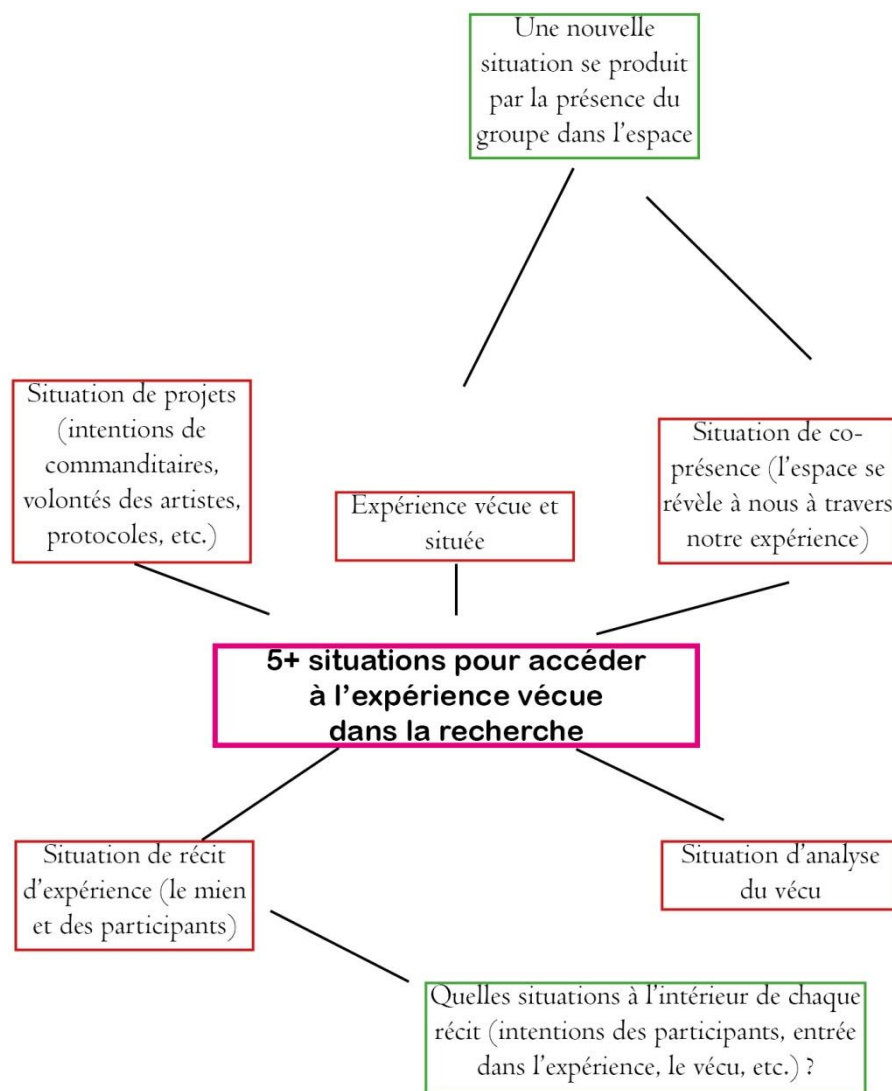 Une nouvelle
situation se produit
par la présence du
groupe dans l'espace
Situation de projets
(intentions de
commanditaires,
volontés des artistes,
protocoles, etc.)
Expérience vécue et
située
Situation de co-
présence (l'espace se
révèle à nous à travers
notre expérience)
5+ situations pour accéder
à l'expérience vécue
dans la recherche
Situation de récit
d'expérience (le mien
et des participants)
Situation d'analyse
du vécu
Quelles situations à l'intérieur de chaque
récit (intentions des participants, entrée
dans l'expérience, le vécu, etc.) ?